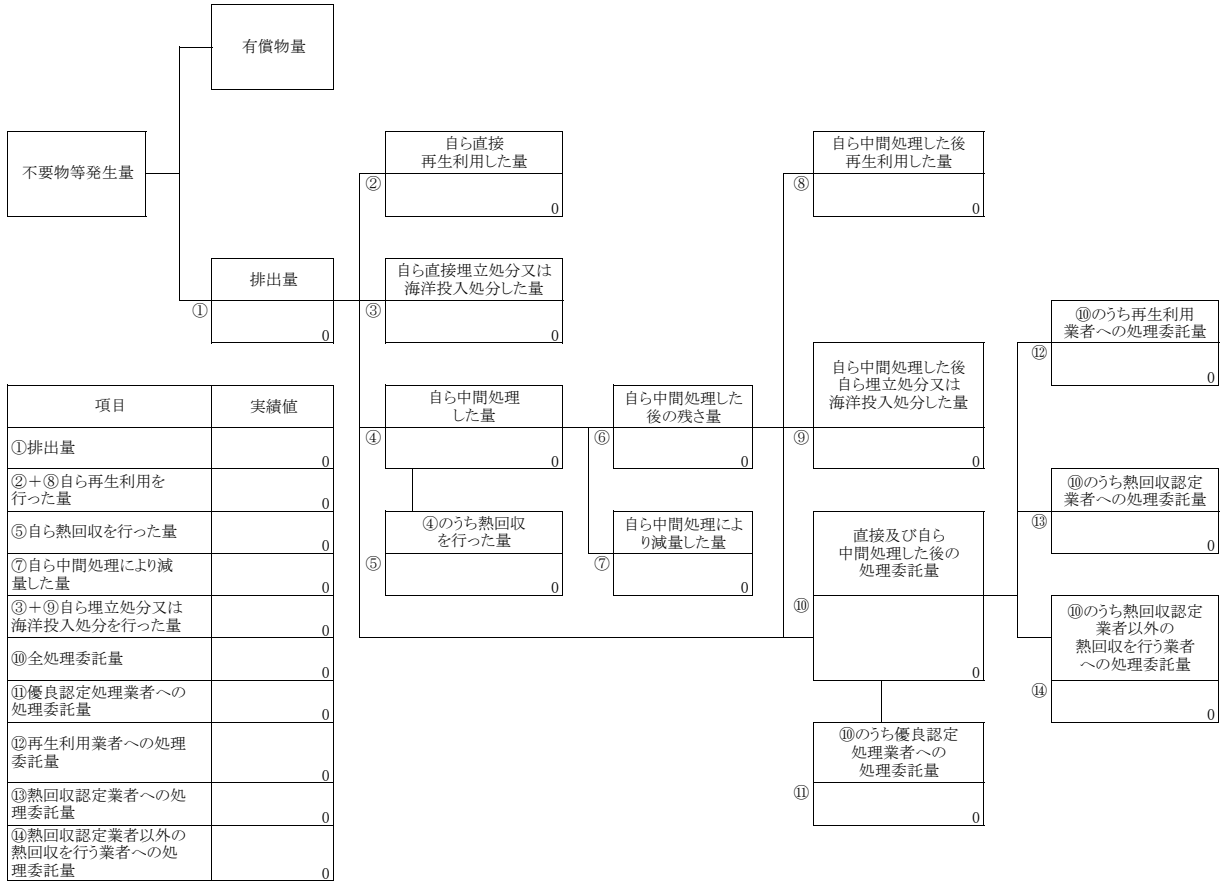 有償物量
不要物等発生量
自ら直接
再生利用した量
②
0
自ら中間処理した後
再生利用した量
⑧
0
排出量
①
0
自ら直接埋立処分又は
海洋投入処分した量
③
0
自ら中間処理
した量
④
0
自ら中間処理した
後の残さ量
⑥
0
自ら中間処理した後
自ら埋立処分又は
海洋投入処分した量
⑨
0
⑩のうち再生利用
業者への処理委託量
⑫
0
④のうち熱回収
を行った量
⑤
0
自ら中間処理によ
り減量した量
⑦
0
直接及び自ら
中間処理した後の
処理委託量
⑩
0
⑩のうち熱回収認定
業者への処理委託量
⑬
0
⑩のうち熱回収認定
業者以外の
熱回収を行う業者
への処理委託量
⑭
0
⑩のうち優良認定
処理業者への
処理委託量
⑪
0
項目 実績値
①排出量
0
②+⑧自ら再生利用を
行った量
0
⑤自ら熱回収を行った量
0
⑦自ら中間処理により減
量した量
0
③+⑨自ら埋立処分又は
海洋投入処分を行った量
0
⑩全処理委託量
0
⑪優良認定処理業者への
処理委託量
0
⑫再生利用業者への処理
委託量
0
⑬熱回収認定業者への処
理委託量
0
⑭熱回収認定業者以外の
熱回収を行う業者への処
理委託量
0